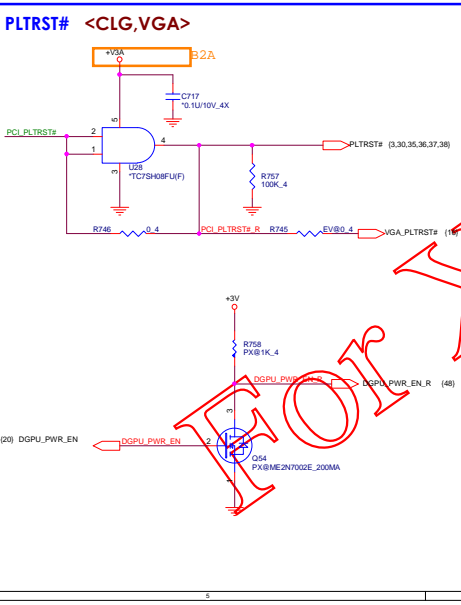 PLTRST# <CLG,VGA>
+V3A
B2A
C717
*0.1U/10V_4X
5
PCI_PLTRST#
2
1
4
PLTRST# (3,30,35,36,37,38)
3
U28
*TC7SH08FU(F)
R757
100K_4
R746
0_4
PCI_PLTRST#_R
R745
EV@0_4
VGA_PLTRST#
+3V
R758
PX@1K_4
DGPU_PWR_EN_R
DGPU_PWR_EN_R (48)
3
(20) DGPU_PWR_EN
DGPU_PWR_EN
2
Q54
PX@ME2N7002E_200MA
1
For
5